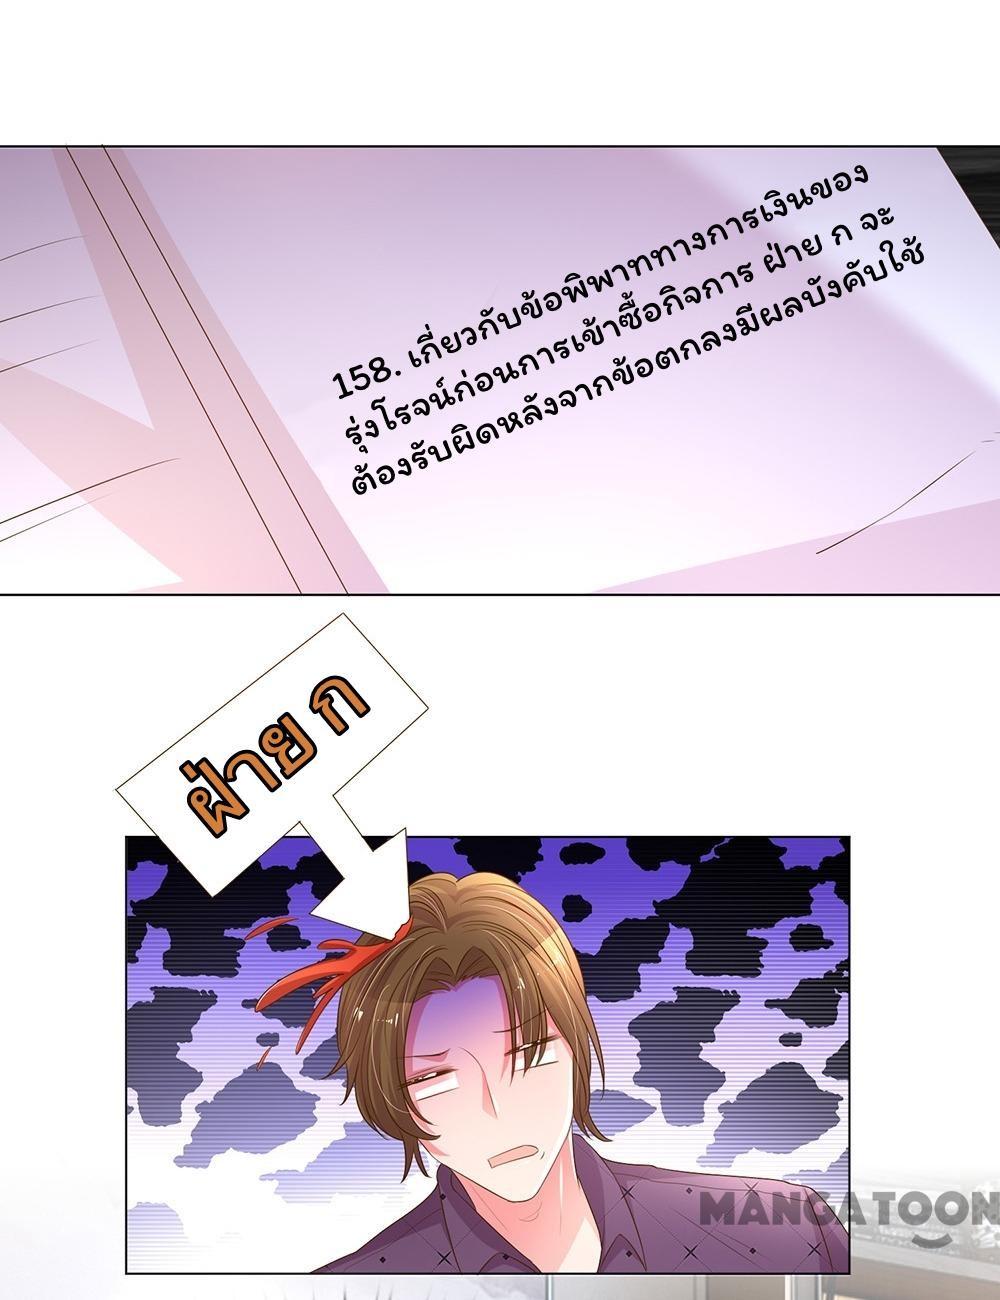 158. เกี่ยวกับข้อพิพาททางการเงินของ
รุ่งโรจน์ก่อนการเข้าซื้อกิจการ ฝ่าย ก จะ
ต้องรับผิดหลังจากข้อตกลงมีผลบังคับใช้
ฝ่าย ก
MANGATOON